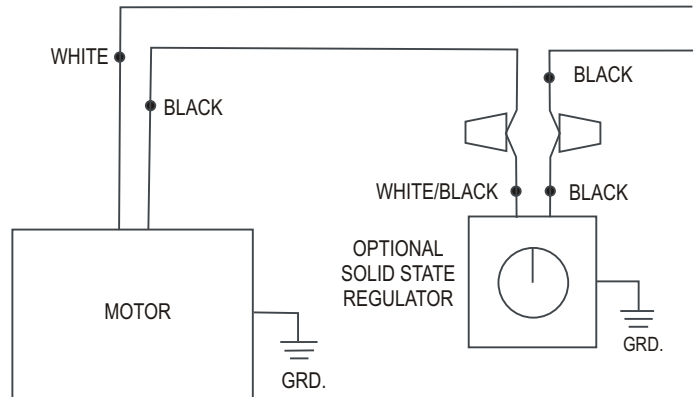 WHITE
BLACK
BLACK
WHITE/BLACK
BLACK
OPTIONAL
SOLID STATE
REGULATOR
MOTOR
GRD.
GRD.